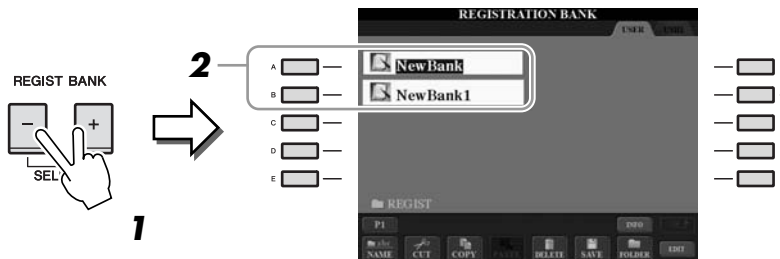 REGISTRATION BANK
USER
USB1
2
A
NewBank
REGIST BANK
B
NewBank1
- +
C
D
SEL
E
REGIST
1
P1
INFO
NAME CUT COPY PASTE DELETE SAVE FOLDER EDIT